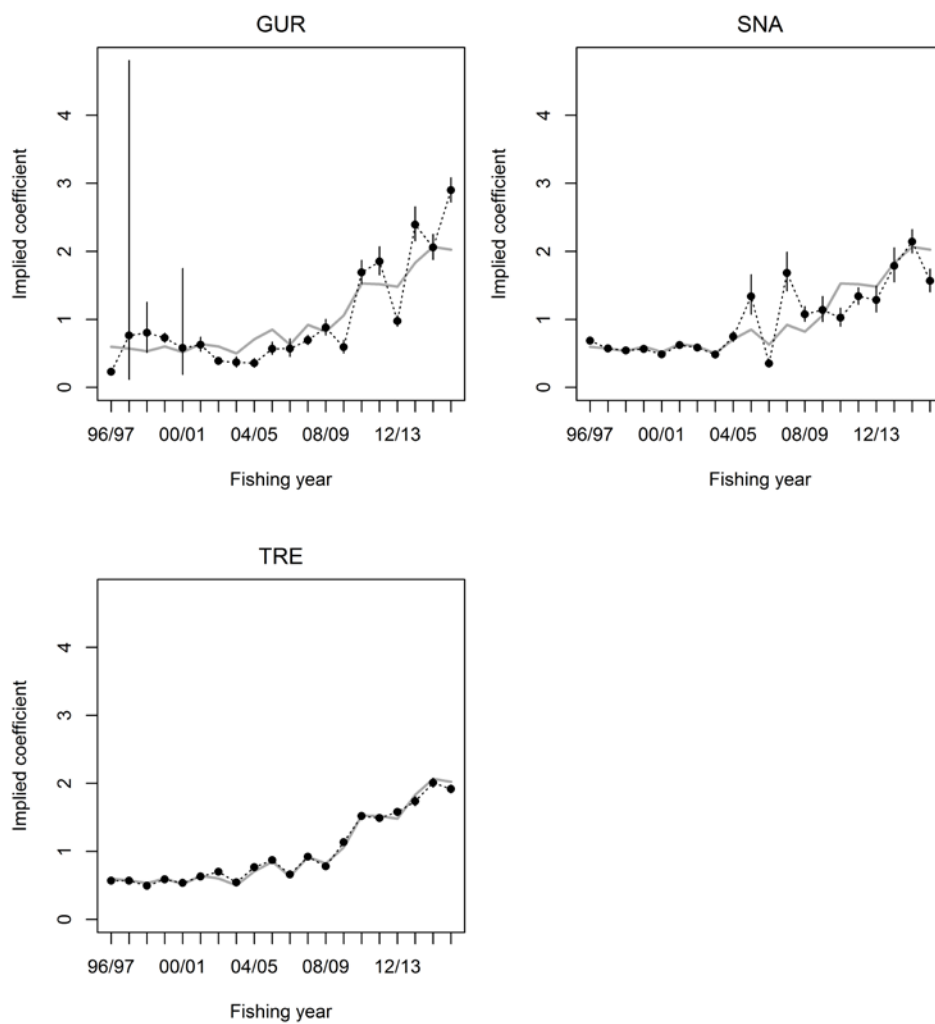 GUR
Implied coefficient
4
3
2
1
0
96/97 00/01 04/05 08/09 12/13
Fishing year
SNA
Implied coefficient
4
3
2
1
0
96/97 00/01 04/05 08/09 12/13
Fishing year
TRE
Implied coefficient
4
3
2
1
0
96/97 00/01 04/05 08/09 12/13
Fishing year